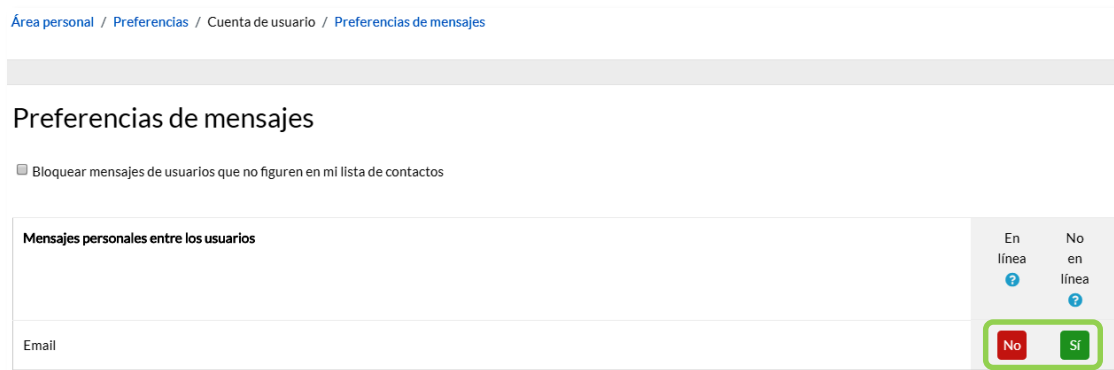 Área personal / Preferencias / Cuenta de usuario / Preferencias de mensajes
Preferencias de mensajes
Bloquear mensajes de usuarios que no figuren en mi lista de contactos
Mensajes personales entre los usuarios
En
línea
?
No
en
línea
?
Email
No
Sí